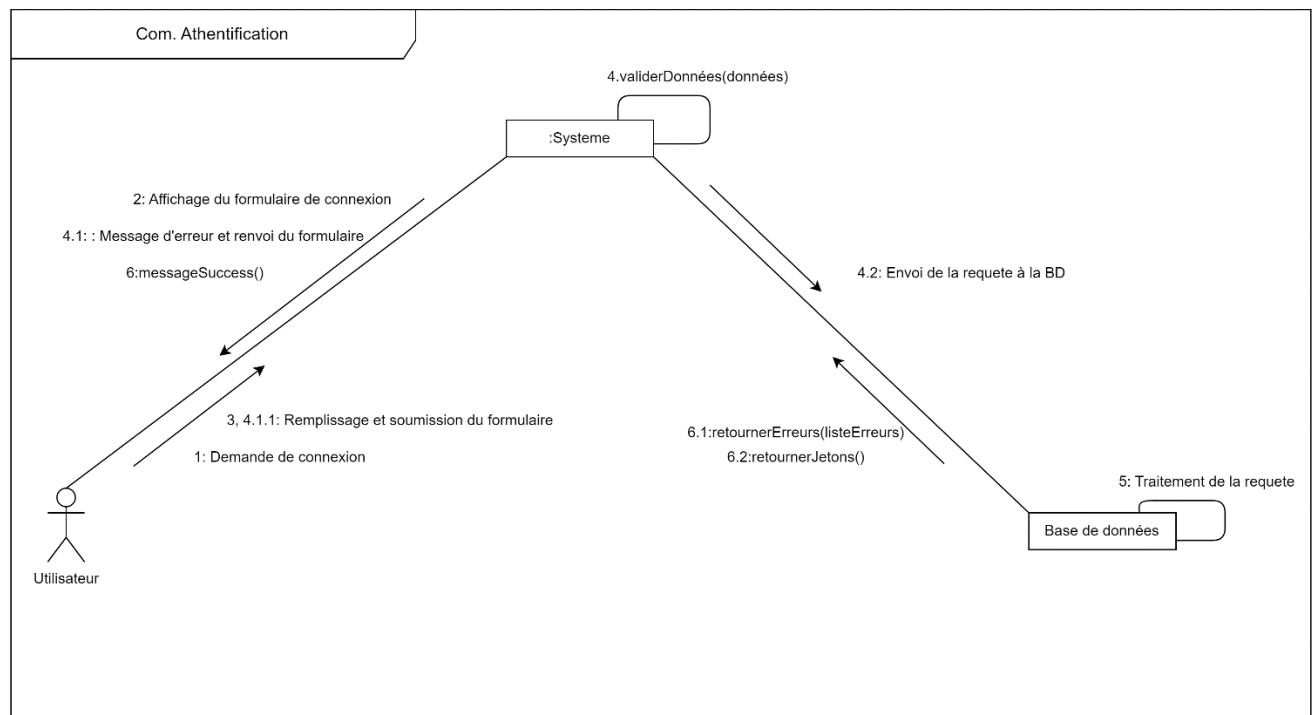 Com. Athentification
4.validerDonnées(données)
:Systeme
2: Affichage du formulaire de connexion
4.1: : Message d'erreur et renvoi du formulaire
6:messageSuccess()
4.2: Envoi de la requete à la BD
3, 4.1.1: Remplissage et soumission du formulaire
1: Demande de connexion
6.1:retournerErreurs(listeErreurs)
6.2:retournerJetons()
5: Traitement de la requete
Base de données
Utilisateur